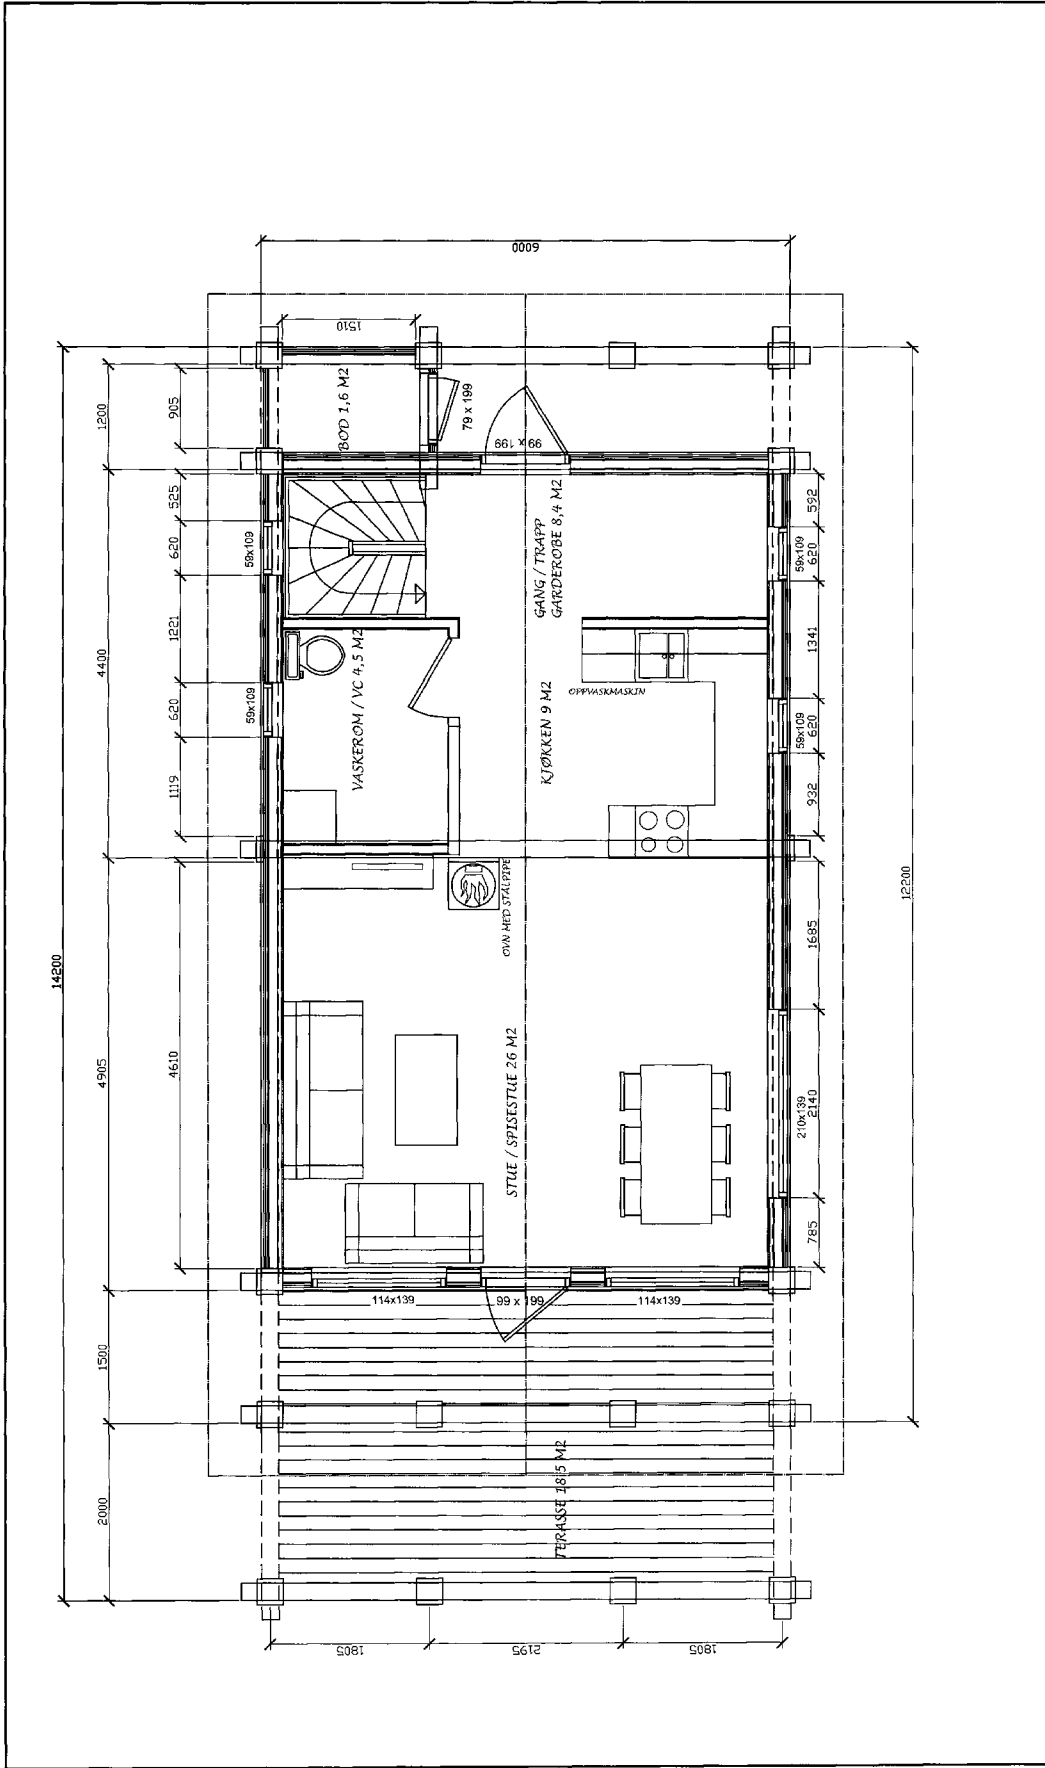 6000
1510
14200
1200
905
BOD 1,6 M2
79 x 199
99 x 199
525
620
59x109
1221
4400
620
59x109
1119
GANG / TRAPP
GARDEROBE 8,4 M2
592
59x109
620
1341
VASKEROM / VC 4,5 M2
OPPVASKMASKIN
KJØKKEN 9 M2
59x109
620
932
12200
OVN MED STÅLPIPE
4905
4610
STUE / SPISESTUE 26 M2
1685
210x139
2140
785
114x139
99 x 199
114x139
1500
2000
TERASSE 18,5 M2
1805
2195
1805